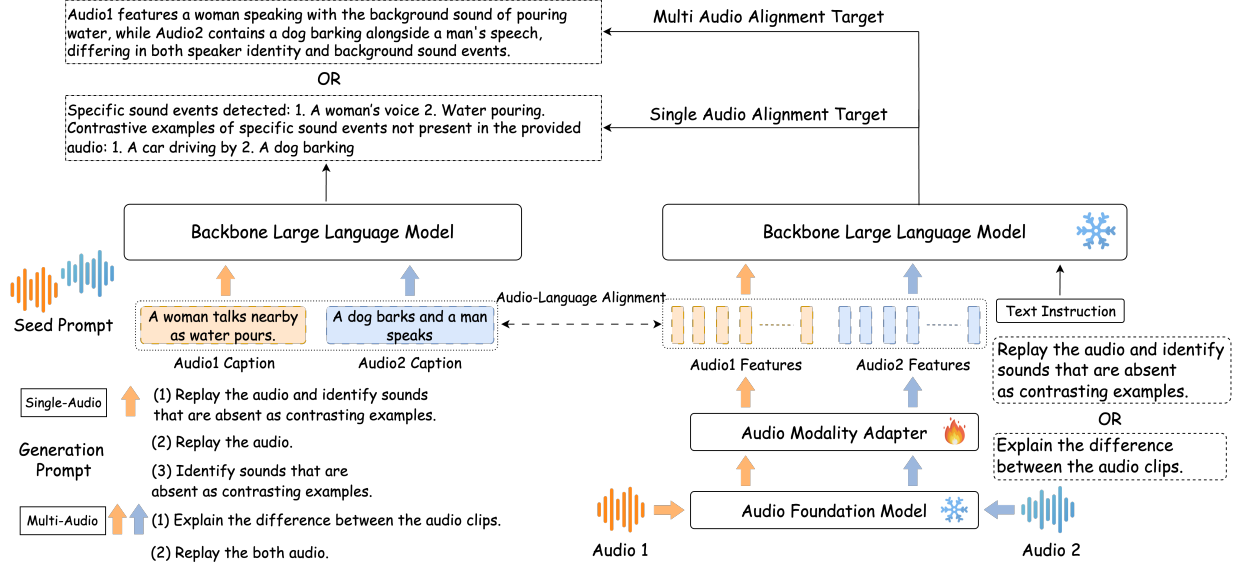 Audio1 features a woman speaking with the background sound of pouring
water, while Audio2 contains a dog barking alongside a man's speech,
differing in both speaker identity and background sound events.
OR
Specific sound events detected: 1. A woman's voice 2. Water pouring.
Contrastive examples of specific sound events not present in the provided
audio: 1. A car driving by 2. A dog barking
Multi Audio Alignment Target
Single Audio Alignment Target
Backbone Large Language Model
Backbone Large Language Model
Seed Prompt
A woman talks nearby
as water pours.
A dog barks and a man
speaks
Audio1 Caption
Audio2 Caption
Audio-Language Alignment
Audio1 Features
Audio2 Features
Text Instruction
Replay the audio and identify
sounds that are absent
as contrasting examples.
OR
Explain the difference
between the audio clips.
Single-Audio
(1) Replay the audio and identify sounds
that are absent as contrasting examples.
(2) Replay the audio.
(3) Identify sounds that are
absent as contrasting examples.
Generation
Prompt
Multi-Audio
(1) Explain the difference between the audio clips.
(2) Replay the both audio.
Audio Modality Adapter
Audio Foundation Model
Audio 1
Audio 2